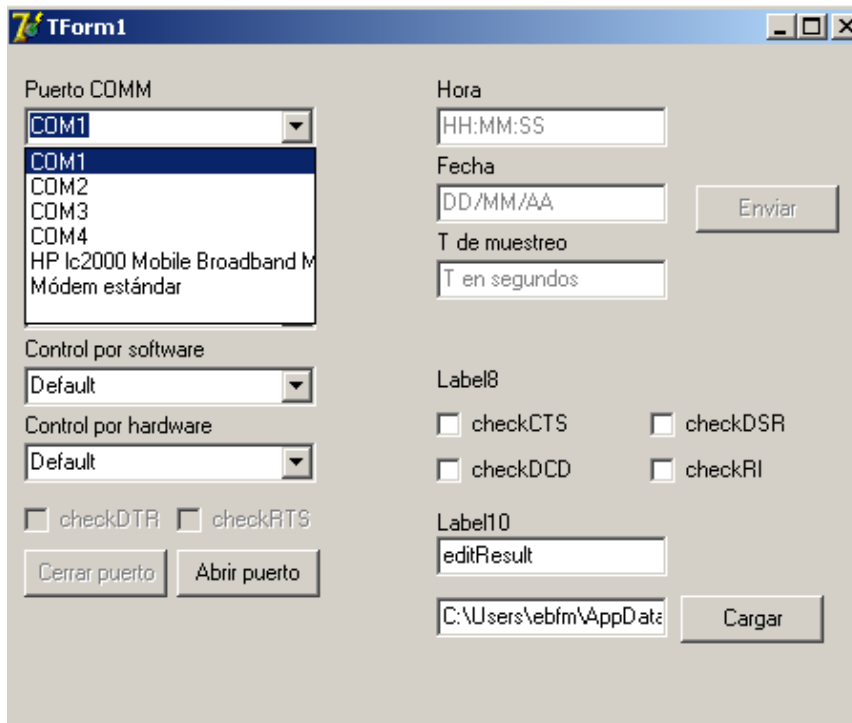 TForm1
Puerto COMM
COM1
COM1
COM2
COM3
COM4
HP lc2000 Mobile Broadband M
Módem estándar
Control por software
Default
Control por hardware
Default
checkDTR checkRTS
Cerrar puerto Abrir puerto
Hora
HH:MM:SS
Fecha
DD/MM/AA
Enviar
T de muestreo
T en segundos
Label8
checkCTS checkDSR
checkDCD checkRI
Label10
editResult
C:\Users\ebfm\AppData Cargar